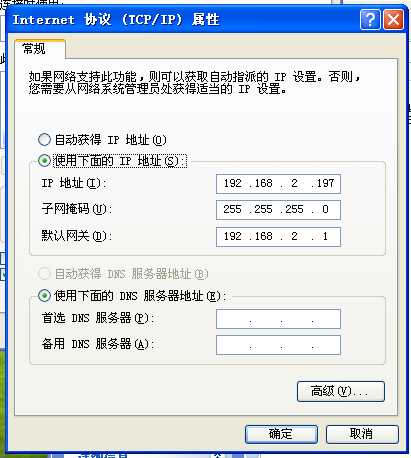 Internet 协议 (TCP/IP) 属性
常规
如果网络支持此功能，则可以获取自动指派的 IP 设置。否则，
您需要从网络系统管理员处获得适当的 IP 设置。
自动获得 IP 地址(O)
使用下面的 IP 地址(S):
IP 地址(I): 192 .168 . 2 .197
子网掩码(U): 255 .255 .255 . 0
默认网关(D): 192 .168 . 2 . 1
自动获得 DNS 服务器地址(B)
使用下面的 DNS 服务器地址(E):
首选 DNS 服务器(P): . . .
备用 DNS 服务器(A): . . .
高级(V)...
确定 取消